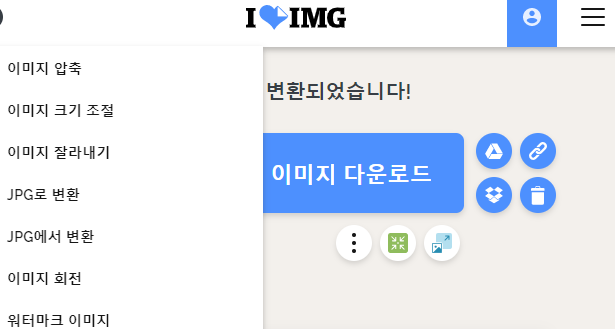 I IMG
이미지 압축
이미지 크기 조절
이미지 잘라내기
JPG로 변환
JPG에서 변환
이미지 회전
워터마크 이미지
변환되었습니다!
이미지 다운로드